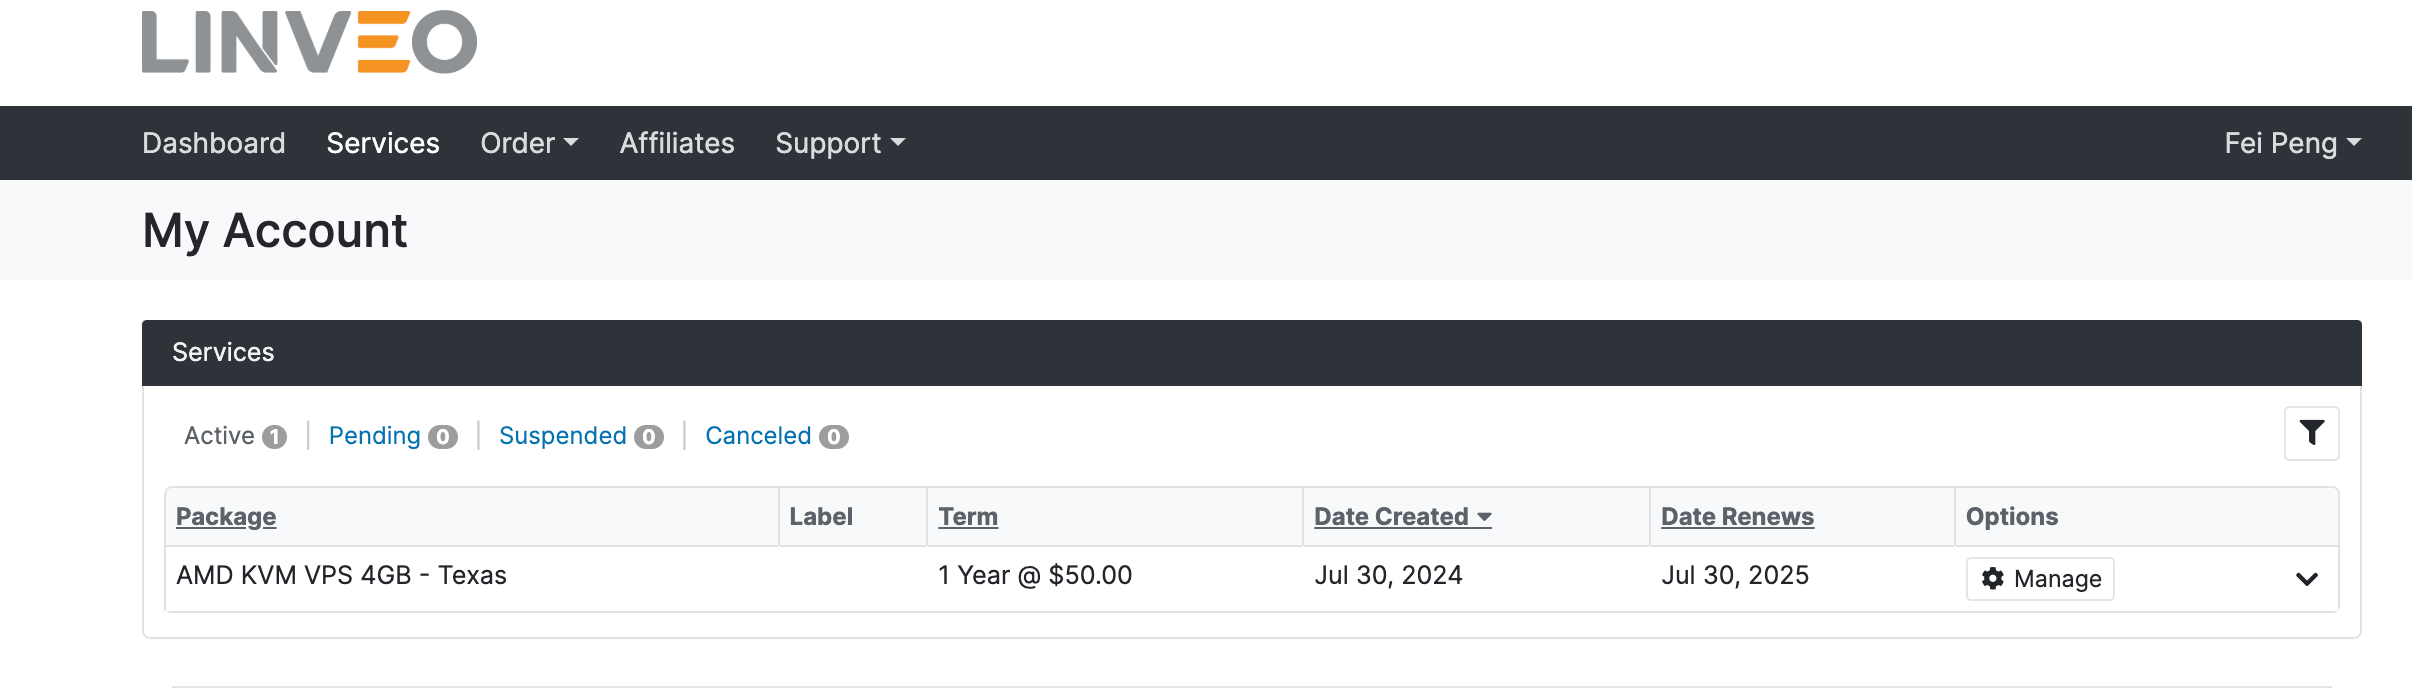 LINVEO
Dashboard Services Order Affiliates Support Fei Peng
My Account
Services
Active 1 Pending 0 Suspended 0 Canceled 0
Package Label Term Date Created Date Renews Options
AMD KVM VPS 4GB - Texas 1 Year @ $50.00 Jul 30, 2024 Jul 30, 2025 Manage